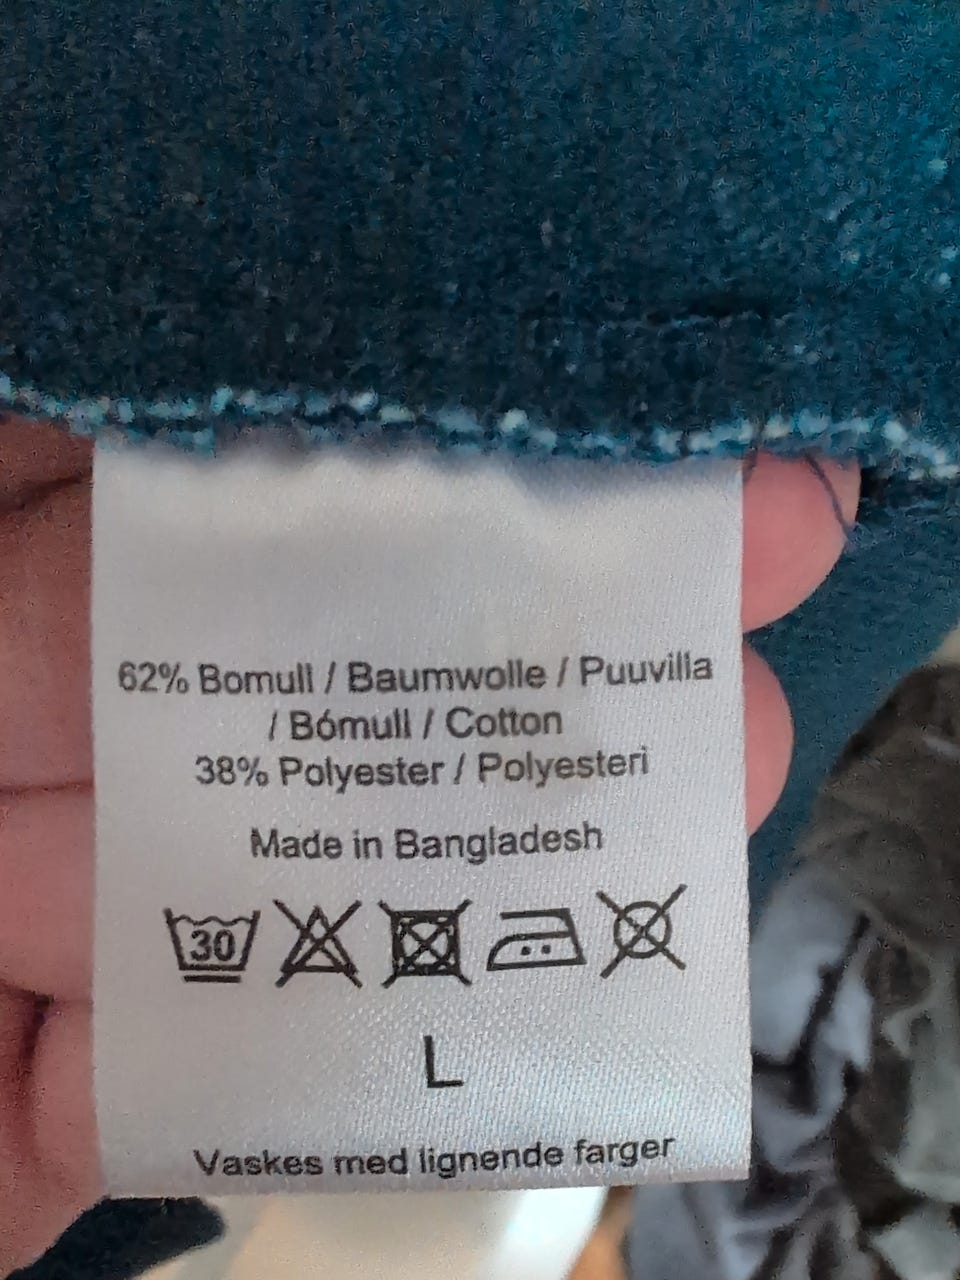 62% Bomull / Baumwolle / Puuvilla
/ Bómull / Cotton
38% Polyester / Polyesteri
Made in Bangladesh
30
L
Vaskes med lignende farger